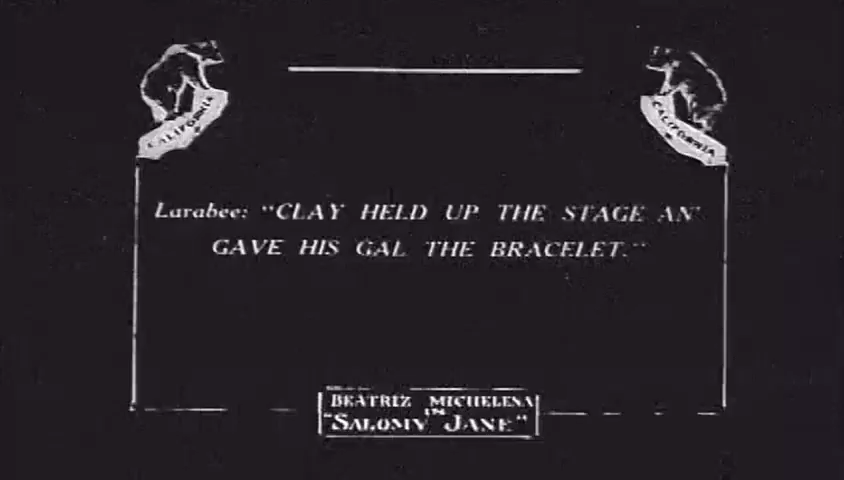 CALIFORNIA
CALIFORNIA
Larabee: "CLAY HELD UP THE STAGE AN'
GAVE HIS GAL THE BRACELET."
BEATRIZ MICHELENA
IN
"SALOMY JANE"